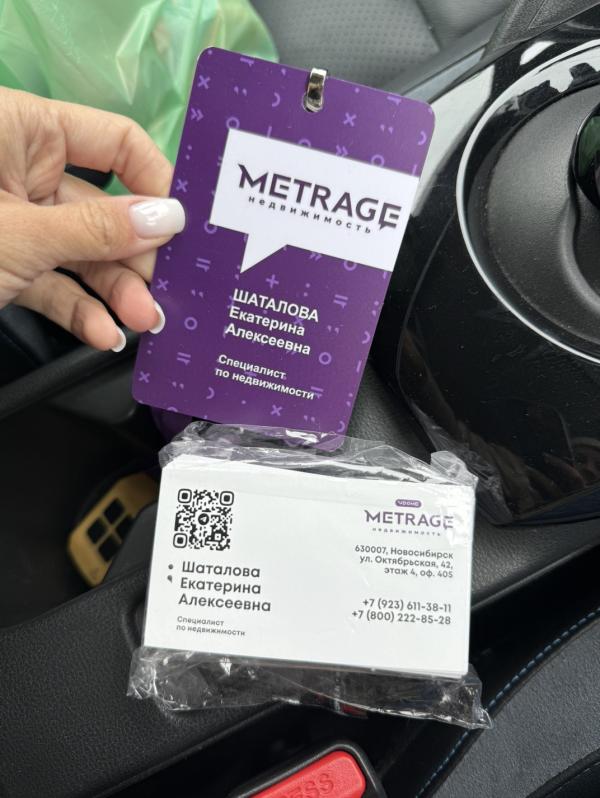 METRAGE
недвижимость
ШАТАЛОВА
Екатерина
Алексеевна
Специалист
по недвижимости
METRAGE
недвижимость
630007, Новосибирск
ул. Октябрьская, 42,
этаж 4, оф. 405
Шаталова
Екатерина
Алексеевна
+7 (923) 611-38-11
+7 (800) 222-85-28
Специалист
по недвижимости